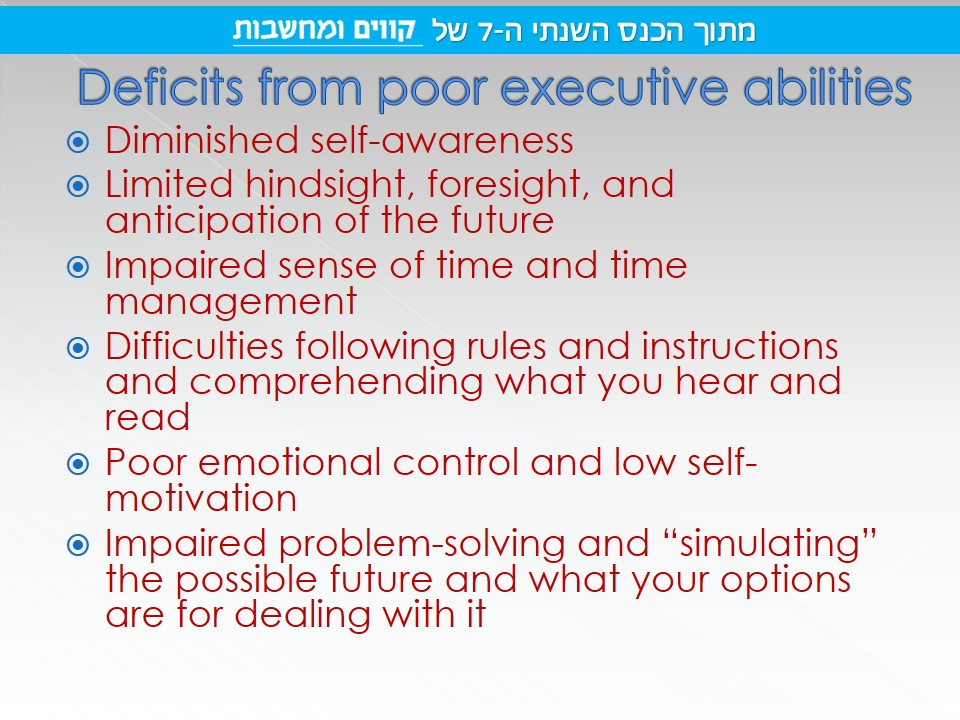 מתוך הכנס השנתי ה-7 של קווים ומחשבות
Deficits from poor executive abilities
Diminished self-awareness
Limited hindsight, foresight, and
anticipation of the future
Impaired sense of time and time
management
Difficulties following rules and instructions
and comprehending what you hear and
read
Poor emotional control and low self-
motivation
Impaired problem-solving and “simulating”
the possible future and what your options
are for dealing with it